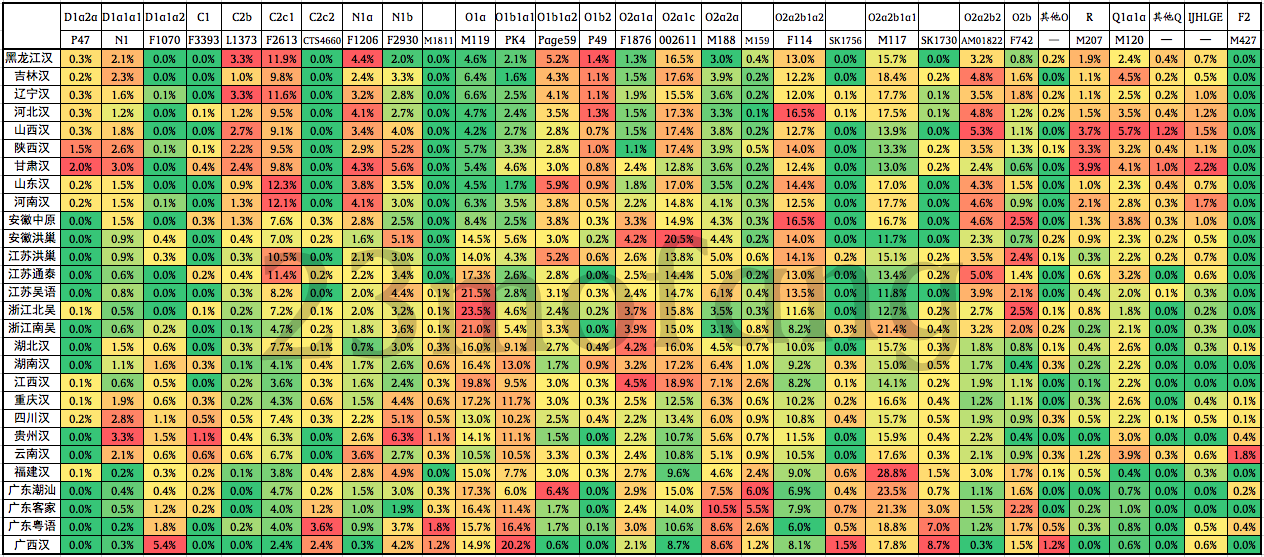 D1a2a D1a1a1 D1a1a2 C1 C2b C2c1 C2c2 N1a N1b O1a O1b1a1 O1b1a2 O1b2 O2a1a O2a1c O2a2a O2a2b1a2 O2a2b1a1 O2a2b2 O2b 其他O R Q1a1a 其他Q IJHLGE F2
P47 N1 F1070 F3393 L1373 F2613 CTS4660 F1206 F2930 M1811 M119 PK4 Page59 P49 F1876 002611 M188 M159 F114 SK1756 M117 SK1730 AM01822 F742 — M207 M120 — — M427
黑龙江汉 0.3% 2.1% 0.0% 0.0% 3.3% 11.9% 0.0% 4.4% 2.0% 0.0% 4.6% 2.1% 5.2% 1.4% 1.3% 16.5% 3.0% 0.4% 13.0% 0.0% 15.7% 0.0% 3.2% 0.8% 0.2% 1.9% 2.4% 0.4% 0.7% 0.0%
吉林汉 0.2% 2.3% 0.0% 0.0% 1.0% 9.8% 0.0% 2.4% 3.3% 0.0% 6.4% 1.6% 4.3% 1.1% 1.5% 17.6% 3.9% 0.2% 12.2% 0.0% 18.4% 0.2% 4.8% 1.6% 0.0% 1.1% 4.5% 0.2% 0.7% 0.0%
辽宁汉 0.3% 1.6% 0.1% 0.0% 3.3% 11.6% 0.0% 3.2% 2.8% 0.0% 6.6% 2.5% 4.1% 1.1% 1.9% 15.5% 3.6% 0.2% 12.0% 0.1% 17.7% 0.1% 3.5% 1.8% 0.0% 1.2% 2.4% 0.2% 1.0% 0.0%
河北汉 0.3% 1.2% 0.0% 0.1% 1.2% 9.5% 0.0% 4.1% 2.7% 0.0% 4.7% 2.4% 3.5% 1.3% 1.5% 17.3% 3.3% 0.1% 16.5% 0.1% 17.5% 0.2% 4.8% 1.2% 0.0% 1.6% 3.5% 0.4% 0.7% 0.0%
山西汉 0.3% 1.8% 0.0% 0.0% 2.7% 9.1% 0.0% 3.4% 4.0% 0.0% 4.2% 2.7% 2.8% 0.7% 1.5% 17.4% 3.8% 0.2% 12.7% 0.0% 13.9% 0.2% 5.3% 1.1% 0.0% 3.7% 5.7% 1.2% 1.5% 0.0%
陕西汉 1.5% 2.6% 0.1% 0.1% 2.2% 9.5% 0.0% 2.9% 5.2% 0.0% 5.7% 3.3% 2.8% 1.0% 1.1% 17.4% 3.9% 0.5% 14.0% 0.0% 13.3% 0.2% 3.5% 1.3% 0.1% 3.3% 3.2% 0.4% 1.1% 0.0%
甘肃汉 2.0% 3.0% 0.0% 0.4% 2.4% 9.8% 0.0% 4.3% 5.6% 0.0% 5.4% 4.6% 3.0% 0.8% 2.4% 12.8% 3.6% 0.2% 12.4% 0.0% 13.0% 0.2% 2.4% 0.6% 0.0% 3.9% 4.1% 1.0% 2.2% 0.0%
山东汉 0.2% 1.5% 0.0% 0.0% 0.9% 12.3% 0.0% 3.8% 3.5% 0.0% 4.5% 1.7% 5.9% 0.9% 1.8% 17.0% 3.5% 0.2% 14.4% 0.0% 17.0% 0.0% 4.3% 1.5% 0.0% 1.0% 2.3% 0.4% 0.7% 0.0%
河南汉 0.2% 1.5% 0.1% 0.0% 1.3% 12.1% 0.0% 4.1% 3.0% 0.0% 6.3% 3.5% 3.8% 0.5% 2.2% 14.8% 4.1% 0.3% 12.5% 0.0% 17.7% 0.0% 4.6% 0.9% 0.0% 2.1% 2.8% 0.3% 1.7% 0.0%
安徽中原 0.0% 1.5% 0.0% 0.3% 1.3% 7.6% 0.3% 2.8% 2.5% 0.0% 8.4% 2.5% 3.8% 0.3% 3.3% 14.9% 4.3% 0.3% 16.5% 0.0% 16.7% 0.0% 4.6% 2.5% 0.0% 1.3% 3.8% 0.3% 1.0% 0.0%
安徽洪巢 0.0% 0.9% 0.4% 0.0% 0.4% 7.0% 0.2% 1.6% 5.1% 0.0% 14.5% 5.6% 3.0% 0.2% 4.2% 20.5% 4.4% 0.2% 14.0% 0.0% 11.7% 0.0% 2.3% 0.7% 0.2% 0.9% 2.3% 0.2% 0.5% 0.0%
江苏洪巢 0.0% 0.9% 0.3% 0.0% 0.5% 10.5% 0.0% 2.1% 3.0% 0.0% 14.0% 4.3% 5.2% 0.6% 2.6% 13.8% 5.0% 0.6% 14.1% 0.2% 15.1% 0.2% 3.5% 2.4% 0.0% 0.3% 2.2% 0.2% 0.7% 0.0%
江苏通泰 0.0% 0.6% 0.0% 0.2% 0.4% 11.4% 0.2% 2.2% 3.4% 0.0% 17.3% 2.6% 2.8% 0.0% 2.5% 14.4% 5.0% 0.2% 13.0% 0.0% 13.4% 0.2% 5.0% 1.4% 0.0% 0.6% 3.2% 0.0% 0.6% 0.0%
江苏吴语 0.0% 0.8% 0.0% 0.0% 0.3% 8.2% 0.0% 2.0% 4.4% 0.1% 21.5% 2.8% 3.1% 0.3% 2.4% 14.7% 6.1% 0.4% 13.5% 0.0% 11.8% 0.0% 3.9% 2.1% 0.0% 0.4% 2.0% 0.1% 0.3% 0.0%
浙江北吴 0.1% 0.5% 0.0% 0.1% 0.2% 7.2% 0.1% 2.0% 3.2% 0.1% 23.5% 4.6% 2.4% 0.2% 3.7% 15.8% 3.5% 0.3% 11.6% 0.0% 12.7% 0.2% 2.7% 2.5% 0.0% 0.8% 1.8% 0.0% 0.2% 0.0%
浙江南吴 0.0% 0.6% 0.2% 0.0% 0.1% 4.7% 0.2% 1.8% 3.6% 0.1% 21.0% 5.4% 3.3% 0.0% 3.9% 15.0% 3.1% 0.8% 8.2% 0.3% 21.4% 0.4% 3.2% 2.0% 0.0% 0.2% 2.1% 0.0% 0.3% 0.0%
湖北汉 0.0% 1.5% 0.6% 0.0% 0.3% 7.7% 0.1% 0.7% 3.0% 0.3% 16.0% 9.1% 2.7% 0.4% 4.2% 16.0% 4.5% 0.7% 10.0% 0.0% 15.7% 0.3% 1.8% 0.8% 0.1% 0.4% 2.6% 0.0% 0.4% 0.1%
湖南汉 0.0% 1.1% 1.6% 0.3% 0.1% 4.1% 0.4% 1.7% 2.6% 0.6% 16.4% 13.0% 1.7% 0.9% 3.2% 17.2% 6.4% 1.0% 9.2% 0.0% 15.0% 0.5% 1.7% 0.4% 0.3% 0.2% 2.2% 0.0% 0.0% 0.0%
江西汉 0.1% 0.6% 0.5% 0.0% 0.2% 3.6% 0.3% 1.6% 2.4% 0.3% 19.8% 9.5% 3.0% 0.3% 4.5% 18.9% 7.1% 2.6% 8.2% 0.1% 14.1% 0.2% 1.9% 1.1% 0.0% 0.1% 2.2% 0.0% 0.0% 0.0%
重庆汉 0.1% 1.9% 0.6% 0.3% 0.2% 4.3% 0.6% 1.5% 4.4% 0.6% 17.2% 11.7% 3.0% 0.0% 2.5% 12.5% 6.3% 0.6% 10.2% 0.2% 16.6% 0.4% 1.2% 1.1% 0.0% 0.3% 2.6% 0.0% 0.4% 0.1%
四川汉 0.2% 2.8% 1.1% 0.5% 0.5% 7.4% 0.3% 2.2% 5.1% 0.5% 13.0% 10.2% 2.5% 0.4% 2.2% 13.4% 6.0% 0.9% 10.8% 0.4% 15.7% 0.2% 1.9% 0.9% 0.3% 0.5% 2.2% 0.1% 0.5% 0.1%
贵州汉 0.0% 3.3% 1.5% 1.1% 0.4% 6.3% 0.0% 2.6% 6.3% 1.1% 14.1% 11.1% 1.5% 0.0% 2.2% 10.7% 5.6% 0.7% 11.5% 0.0% 15.9% 0.4% 2.2% 0.4% 0.0% 0.0% 3.0% 0.0% 0.0% 0.4%
云南汉 0.0% 2.1% 0.6% 0.6% 0.6% 6.7% 0.0% 3.6% 2.7% 0.3% 10.5% 10.5% 3.3% 0.0% 2.4% 10.8% 5.1% 0.9% 10.5% 0.0% 16.6% 0.0% 1.2% 0.9% 0.0% 0.3% 3.9% 0.3% 0.6% 1.8%
福建汉 0.1% 0.2% 0.3% 0.2% 0.1% 3.8% 0.4% 2.8% 4.9% 0.0% 15.0% 7.7% 3.0% 0.3% 2.7% 9.6% 4.6% 2.4% 9.0% 0.6% 28.8% 1.5% 3.0% 1.7% 0.1% 0.5% 0.4% 0.0% 0.2% 0.0%
广东潮汕 0.0% 0.4% 0.4% 0.2% 0.0% 4.7% 0.2% 1.5% 3.0% 0.3% 17.3% 6.0% 6.4% 0.0% 2.9% 15.0% 7.5% 6.0% 6.9% 0.2% 23.5% 0.7% 1.1% 1.6% 0.0% 0.0% 0.7% 0.0% 0.0% 0.2%
广东客家 0.0% 0.5% 1.2% 0.2% 0.0% 4.0% 1.2% 1.0% 1.9% 0.3% 16.4% 11.4% 1.7% 0.0% 2.4% 14.0% 10.5% 5.5% 7.9% 0.7% 21.3% 3.0% 1.5% 2.2% 0.0% 0.3% 1.0% 0.0% 0.0% 0.0%
广东粤语 0.0% 0.2% 1.8% 0.0% 0.2% 4.0% 3.6% 0.9% 3.7% 1.8% 15.7% 16.4% 1.7% 0.1% 3.0% 10.6% 8.6% 2.6% 6.0% 0.5% 18.8% 7.0% 1.2% 1.7% 0.5% 0.3% 0.8% 0.0% 0.5% 0.4%
广西汉 0.0% 0.3% 5.4% 0.0% 0.0% 2.4% 2.4% 0.3% 4.2% 1.2% 14.9% 20.2% 0.6% 0.0% 2.1% 8.7% 8.6% 1.2% 8.1% 1.5% 17.8% 8.7% 0.3% 1.5% 1.2% 0.0% 0.0% 0.0% 0.0% 0.0%
23mofang